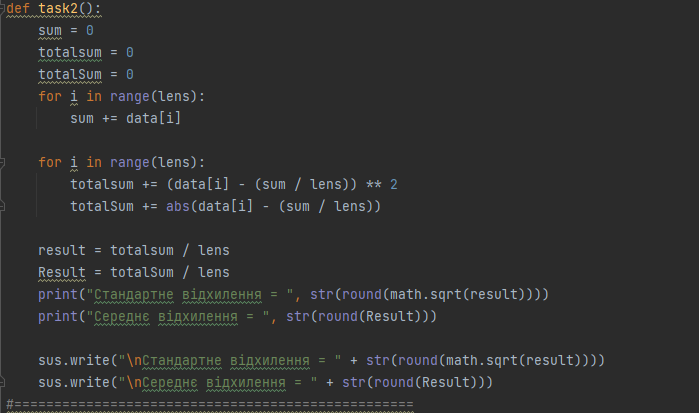 def task2():
    sum = 0
    totalsum = 0
    totalSum = 0
    for i in range(lens):
        sum += data[i]

    for i in range(lens):
        totalsum += (data[i] - (sum / lens)) ** 2
        totalSum += abs(data[i] - (sum / lens))

    result = totalsum / lens
    Result = totalSum / lens
    print("Стандартне відхилення = ", str(round(math.sqrt(result))))
    print("Середнє відхилення = ", str(round(Result)))

    sus.write("\nСтандартне відхилення = " + str(round(math.sqrt(result))))
    sus.write("\nСереднє відхилення = " + str(round(Result)))
#==================================================